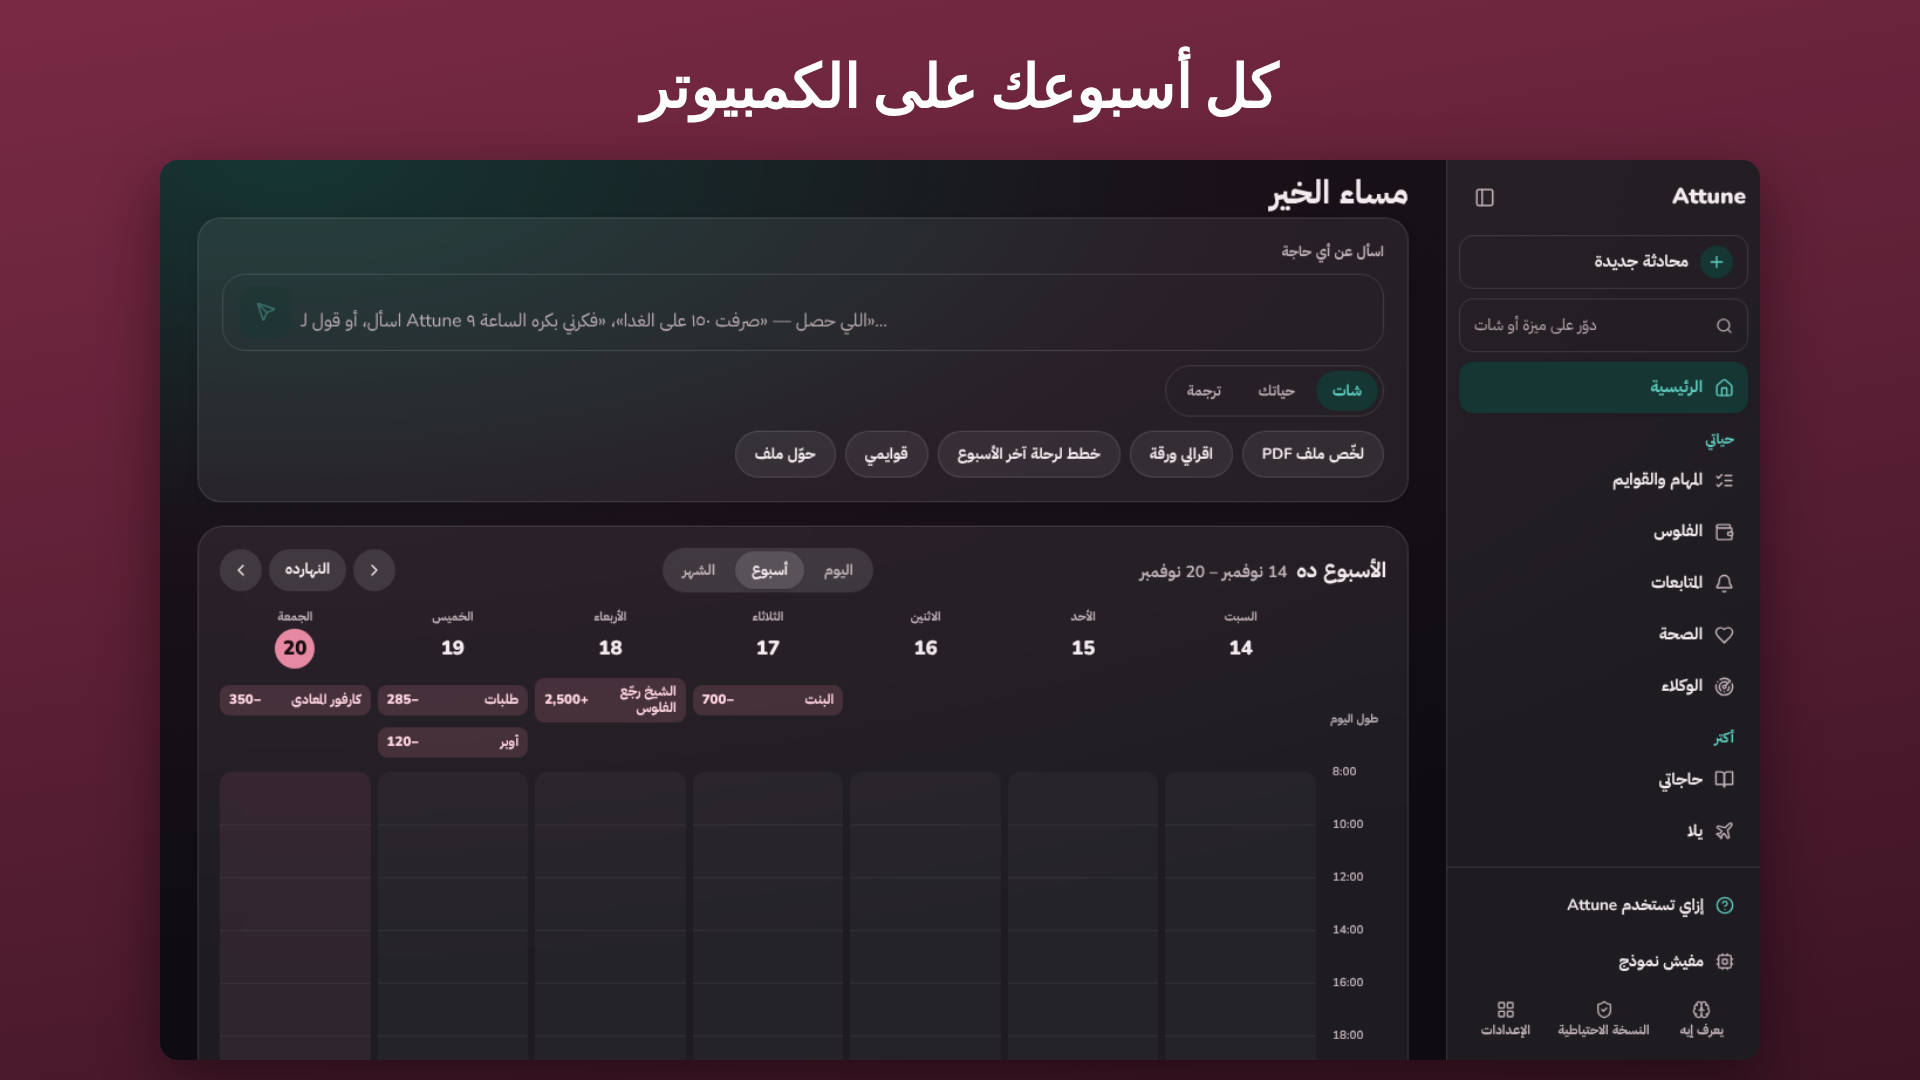 كل أسبوعك على الكمبيوتر
Attune
محادثة جديدة
دوّر على ميزة أو شات
الرئيسية
حياتي
المهام والقوايم
الفلوس
المتابعات
الصحة
الوكلاء
أكتر
حاجاتي
يلا
إزاي تستخدم Attune
مفيش نموذج
يعرف إيه
النسخة الاحتياطية
الإعدادات
مساء الخير
اسأل عن أي حاجة
اسأل، أو قول لـ Attune اللي حصل — «صرفت ١٥٠ على الغدا»، «فكرني بكره الساعة ٩»...
شات حياتك ترجمة
لخّص ملف PDF
اقرالي ورقة
خطط لرحلة آخر الأسبوع
قوايمي
حوّل ملف
الأسبوع ده 14 نوفمبر – 20 نوفمبر
اليوم أسبوع الشهر
النهارده
السبت الأحد الاثنين الثلاثاء الأربعاء الخميس الجمعة
14 15 16 17 18 19 20
طول اليوم
البنت −700
الشيخ رجّع الفلوس +2,500
طلبات −285
كارفور المعادى −350
أوبر −120
8:00
10:00
12:00
14:00
16:00
18:00